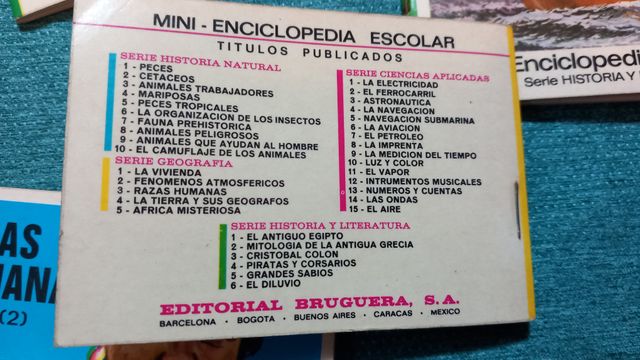 MINI - ENCICLOPEDIA ESCOLAR
TITULOS PUBLICADOS
SERIE HISTORIA NATURAL
1 - PECES
2 - CETACEOS
3 - ANIMALES TRABAJADORES
4 - MARIPOSAS
5 - PECES TROPICALES
6 - LA ORGANIZACION DE LOS INSECTOS
7 - FAUNA PREHISTORICA
8 - ANIMALES PELIGROSOS
9 - ANIMALES QUE AYUDAN AL HOMBRE
10 - EL CAMUFLAJE DE LOS ANIMALES
SERIE GEOGRAFIA
1 - LA VIVIENDA
2 - FENOMENOS ATMOSFERICOS
3 - RAZAS HUMANAS
4 - LA TIERRA Y SUS GEOGRAFOS
5 - AFRICA MISTERIOSA
SERIE CIENCIAS APLICADAS
1 - LA ELECTRICIDAD
2 - EL FERROCARRIL
3 - ASTRONAUTICA
4 - LA NAVEGACION
5 - NAVEGACION SUBMARINA
6 - LA AVIACION
7 - EL PETROLEO
8 - LA IMPRENTA
9 - LA MEDICION DEL TIEMPO
10 - LUZ Y COLOR
11 - EL VAPOR
12 - INTRUMENTOS MUSICALES
13 - NUMEROS Y CUENTAS
14 - LAS ONDAS
15 - EL AIRE
SERIE HISTORIA Y LITERATURA
1 - EL ANTIGUO EGIPTO
2 - MITOLOGIA DE LA ANTIGUA GRECIA
3 - CRISTOBAL COLON
4 - PIRATAS Y CORSARIOS
5 - GRANDES SABIOS
6 - EL DILUVIO
EDITORIAL BRUGUERA, S.A.
BARCELONA · BOGOTA · BUENOS AIRES · CARACAS · MEXICO
Enciclopedi
Serie HISTORIA Y
AS
MANA
(2)